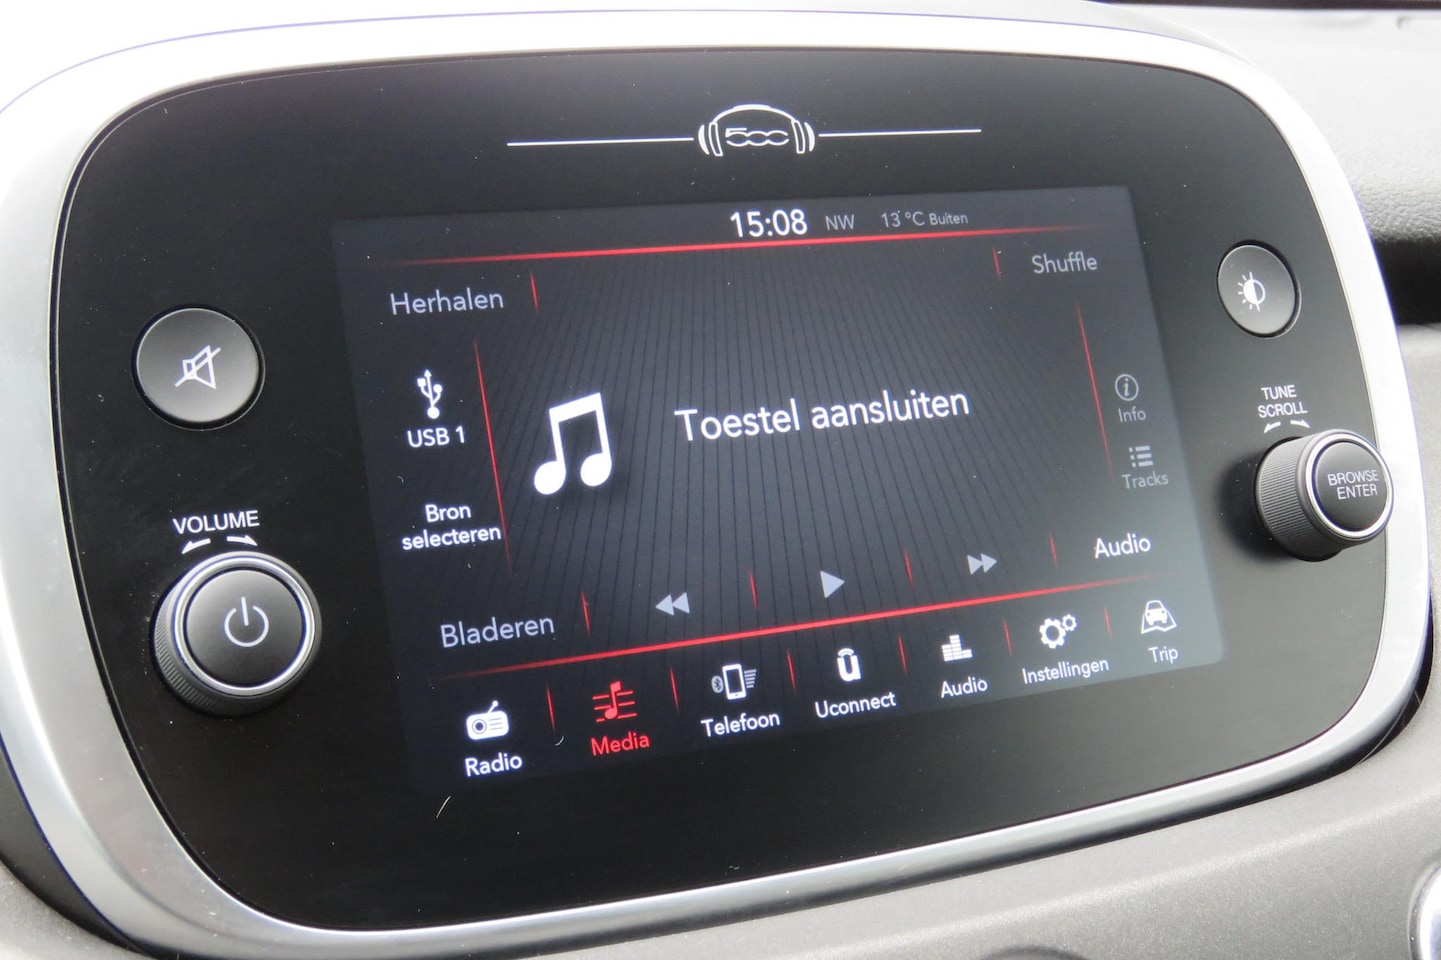 500
15:08 NW 13 °C Buiten
Herhalen
Shuffle
USB 1
Toestel aansluiten
Info
Tracks
Bron
selecteren
Audio
Bladeren
Radio
Media
Telefoon
Uconnect
Audio
Instellingen
Trip
VOLUME
TUNE
SCROLL
BROWSE
ENTER